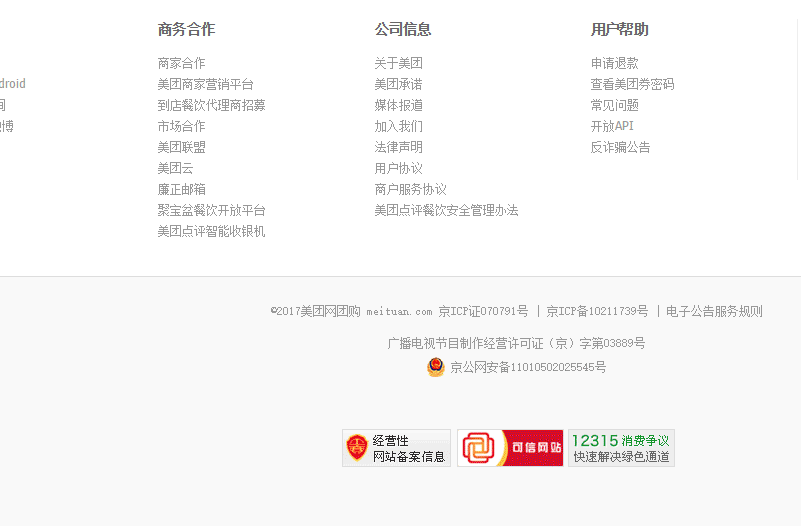 商务合作
商家合作
美团商家营销平台
到店餐饮代理商招募
市场合作
美团联盟
美团云
廉正邮箱
聚宝盆餐饮开放平台
美团点评智能收银机
公司信息
关于美团
美团承诺
媒体报道
加入我们
法律声明
用户协议
商户服务协议
美团点评餐饮安全管理办法
用户帮助
申请退款
查看美团券密码
常见问题
开放API
反诈骗公告
droid
博
©2017美团网团购 meituan.com 京ICP证070791号 | 京ICP备10211739号 | 电子公告服务规则
广播电视节目制作经营许可证（京）字第03889号
京公网安备11010502025545号
经营性
网站备案信息
可信网站
12315 消费争议
快速解决绿色通道